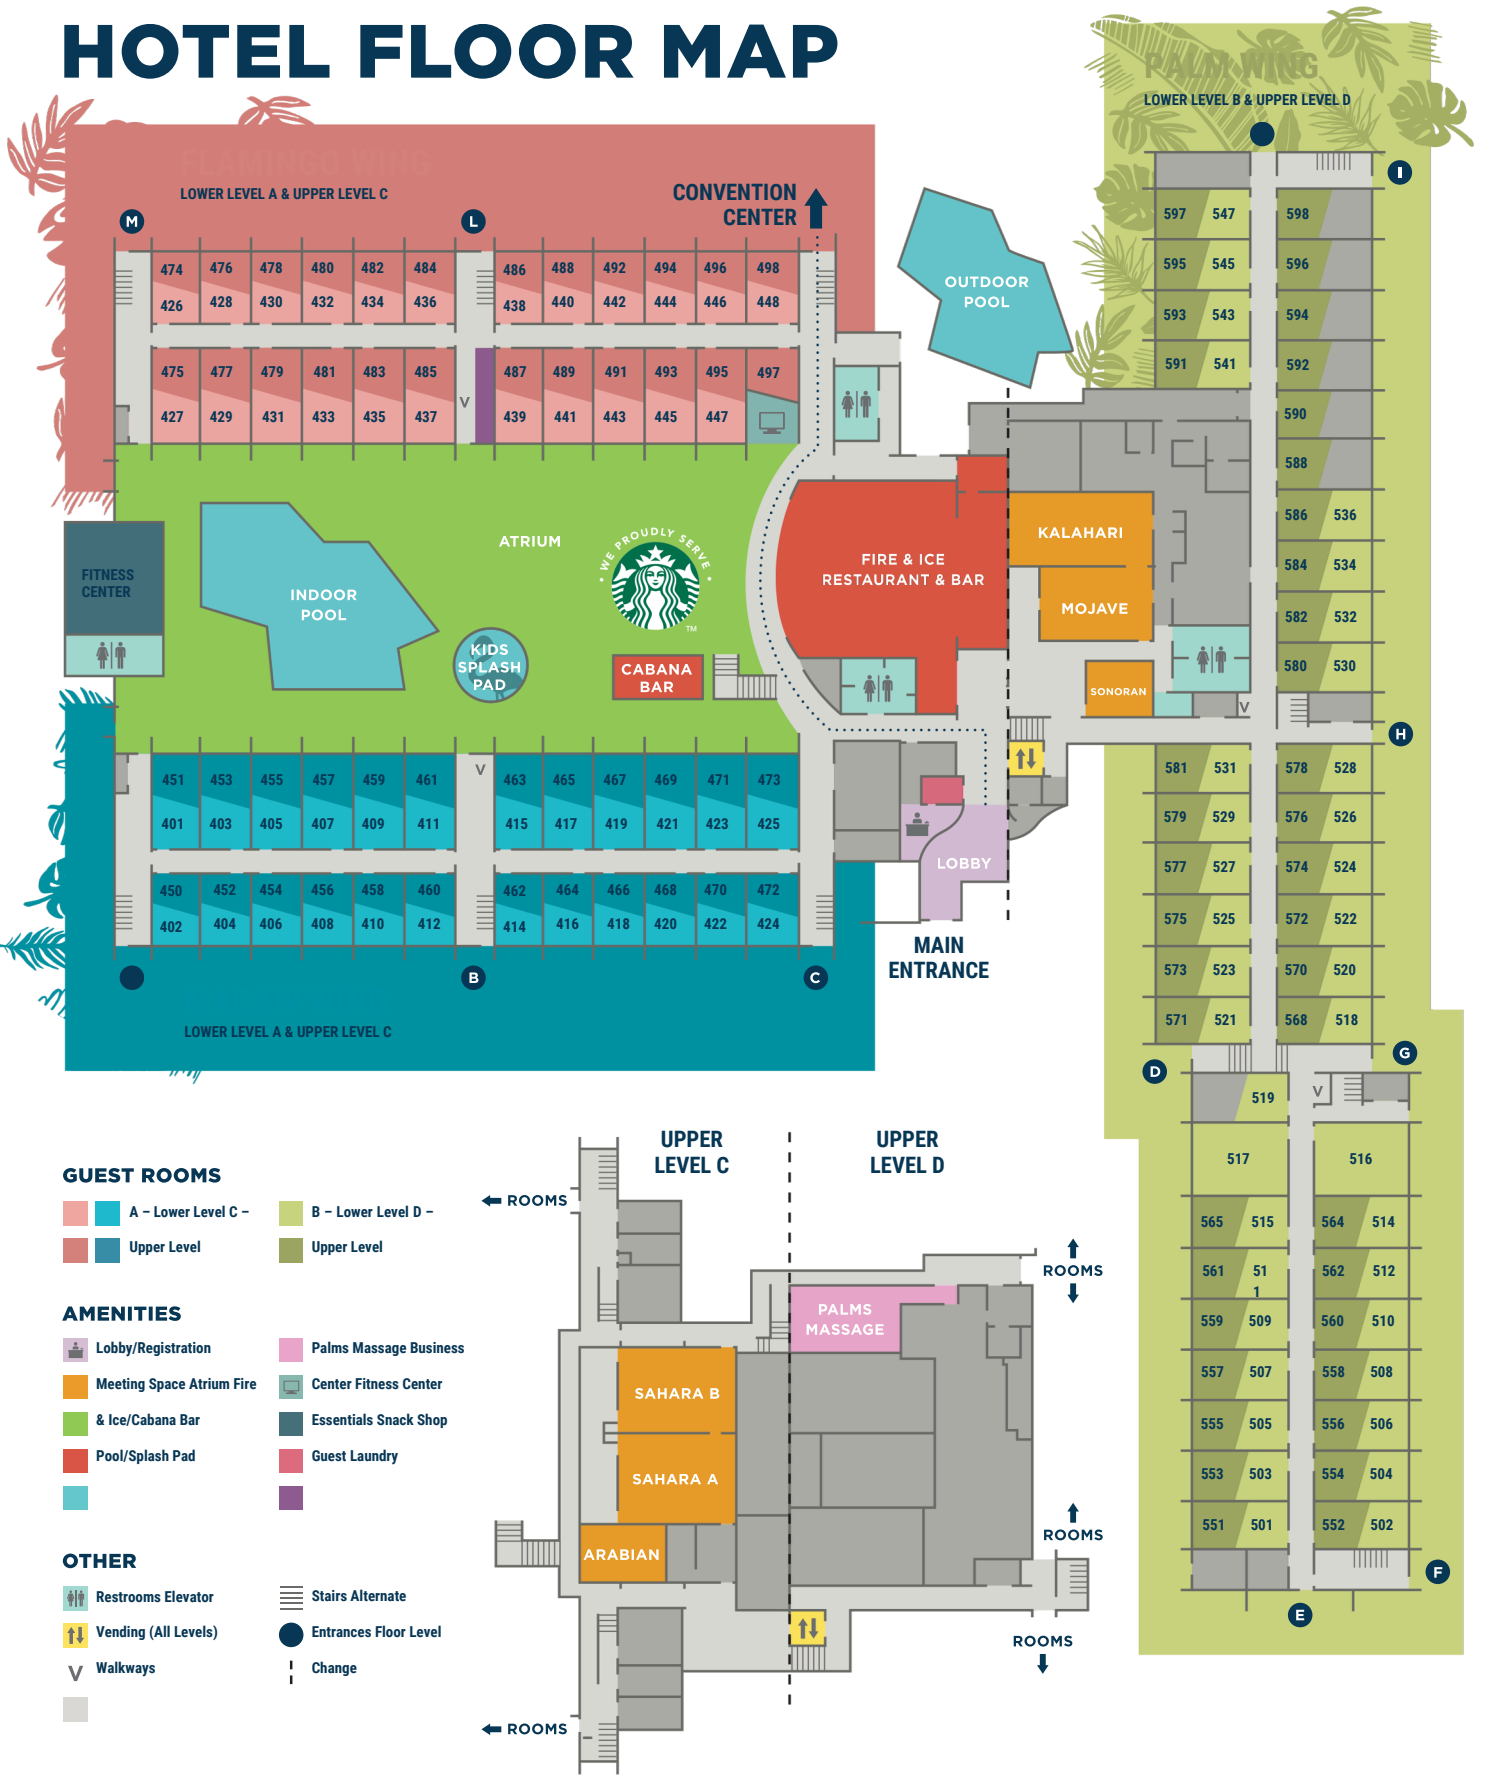 HOTEL FLOOR MAP
PALM WING
LOWER LEVEL B & UPPER LEVEL D
FLAMINGO WING
LOWER LEVEL A & UPPER LEVEL C
CONVENTION
CENTER
M
L
I
474 476 478 480 482 484 486 488 492 494 496 498
426 428 430 432 434 436 438 440 442 444 446 448
475 477 479 481 483 485 487 489 491 493 495 497
V
427 429 431 433 435 437 439 441 443 445 447
OUTDOOR
POOL
597 547 598
595 545 596
593 543 594
591 541 592
590
588
586 536
584 534
582 532
580 530
FITNESS
CENTER
INDOOR
POOL
ATRIUM
WE PROUDLY SERVE
TM
KIDS
SPLASH
PAD
CABANA
BAR
FIRE & ICE
RESTAURANT & BAR
KALAHARI
MOJAVE
SONORAN
V
H
451 453 455 457 459 461 V 463 465 467 469 471 473
401 403 405 407 409 411 415 417 419 421 423 425
450 452 454 456 458 460 462 464 466 468 470 472
402 404 406 408 410 412 414 416 418 420 422 424
LOBBY
MAIN
ENTRANCE
B
C
LOWER LEVEL A & UPPER LEVEL C
581 531 578 528
579 529 576 526
577 527 574 524
575 525 572 522
573 523 570 520
571 521 568 518
G
D
519 V
517 516
565 515 564 514
561 51 562 512
1
559 509 560 510
557 507 558 508
555 505 556 506
553 503 554 504
551 501 552 502
F
E
UPPER
LEVEL C
UPPER
LEVEL D
ROOMS
ROOMS
PALMS
MASSAGE
SAHARA B
SAHARA A
ARABIAN
ROOMS
ROOMS
ROOMS
GUEST ROOMS
A – Lower Level C –
Upper Level
B – Lower Level D –
Upper Level
AMENITIES
Lobby/Registration
Meeting Space Atrium Fire
& Ice/Cabana Bar
Pool/Splash Pad
Palms Massage Business
Center Fitness Center
Essentials Snack Shop
Guest Laundry
OTHER
Restrooms Elevator
Vending (All Levels)
V Walkways
Stairs Alternate
Entrances Floor Level
Change